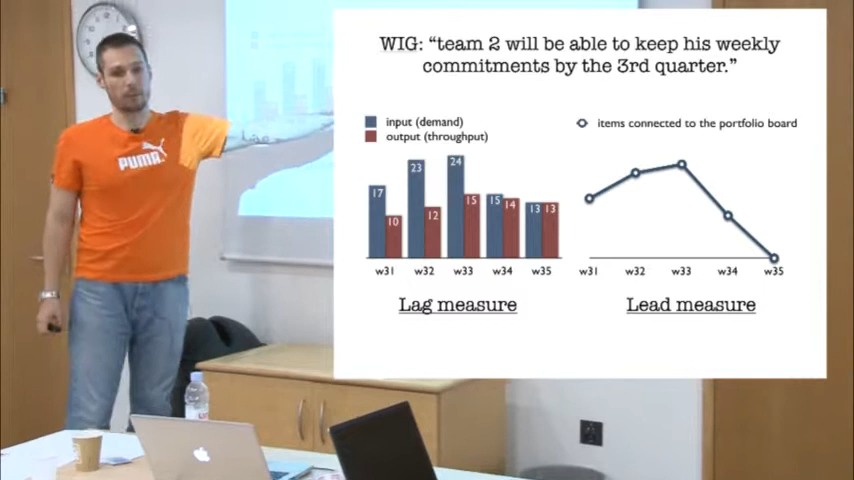 PUMA
WIG: “team 2 will be able to keep his weekly
commitments by the 3rd quarter.”
input (demand)
output (throughput)
17
10
23
12
24
15
15
14
13
13
w31
w32
w33
w34
w35
Lag measure
items connected to the portfolio board
w31
w32
w33
w34
w35
Lead measure